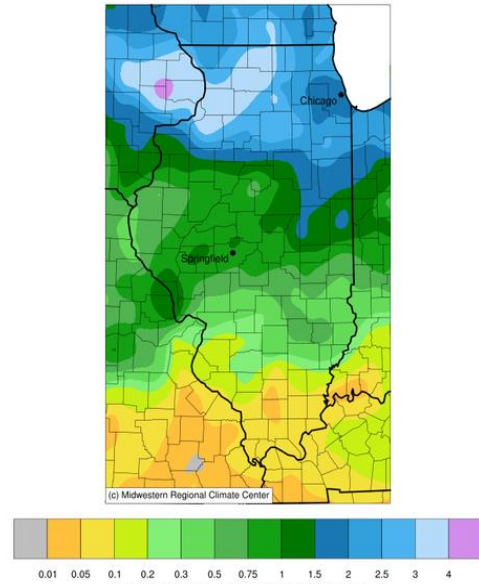 Chicago
Springfield
(c) Midwestern Regional Climate Center
0.01 0.05 0.1 0.2 0.3 0.5 0.75 1 1.5 2 2.5 3 4